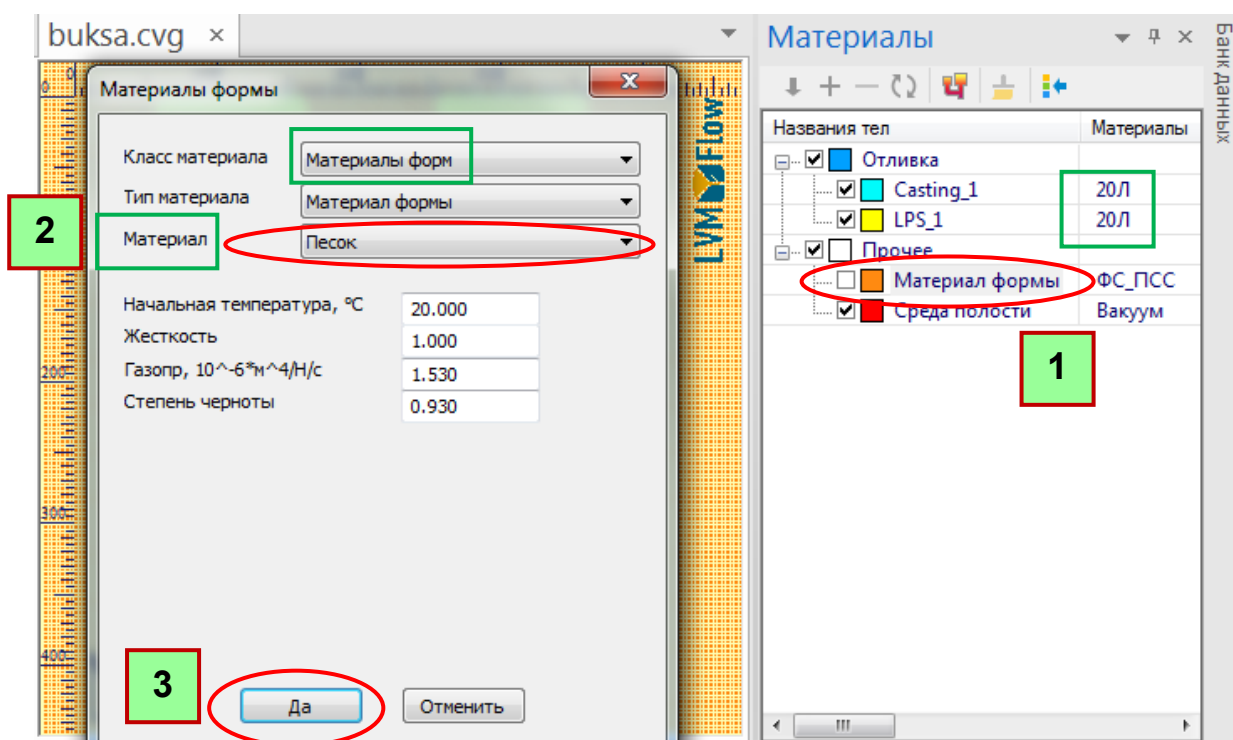 buksa.cvg ×
Материалы формы
Класс материала Материалы форм
Тип материала Материал формы
2
Материал Песок
Начальная температура, °C 20.000
Жесткость 1.000
Газопр, 10^-6*м^4/Н/с 1.530
Степень черноты 0.930
0
0
200
300
400
3
Да Отменить
LVMFLOW
Материалы
Названия тел Материалы
Отливка
Casting_1 20Л
LPS_1 20Л
Прочее
Материал формы ФС_ПСС
Среда полости Вакуум
1
Банк данных